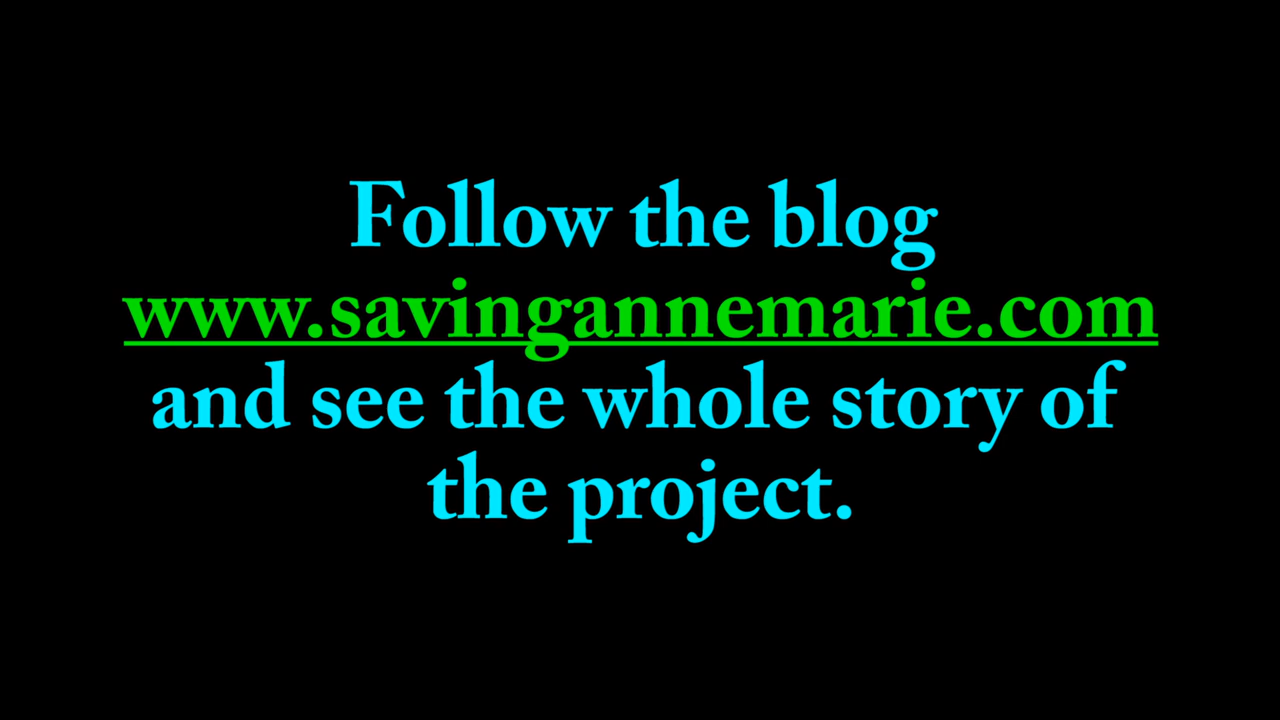 Follow the blog
www.savingannemarie.com
and see the whole story of
the project.